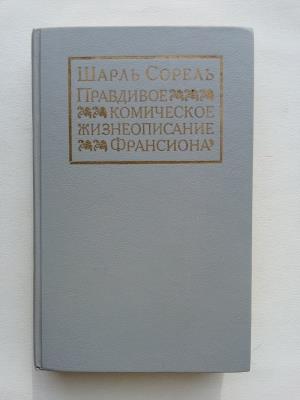 Шарль Сорель
Правдивое
комическое
жизнеописание
Франсиона